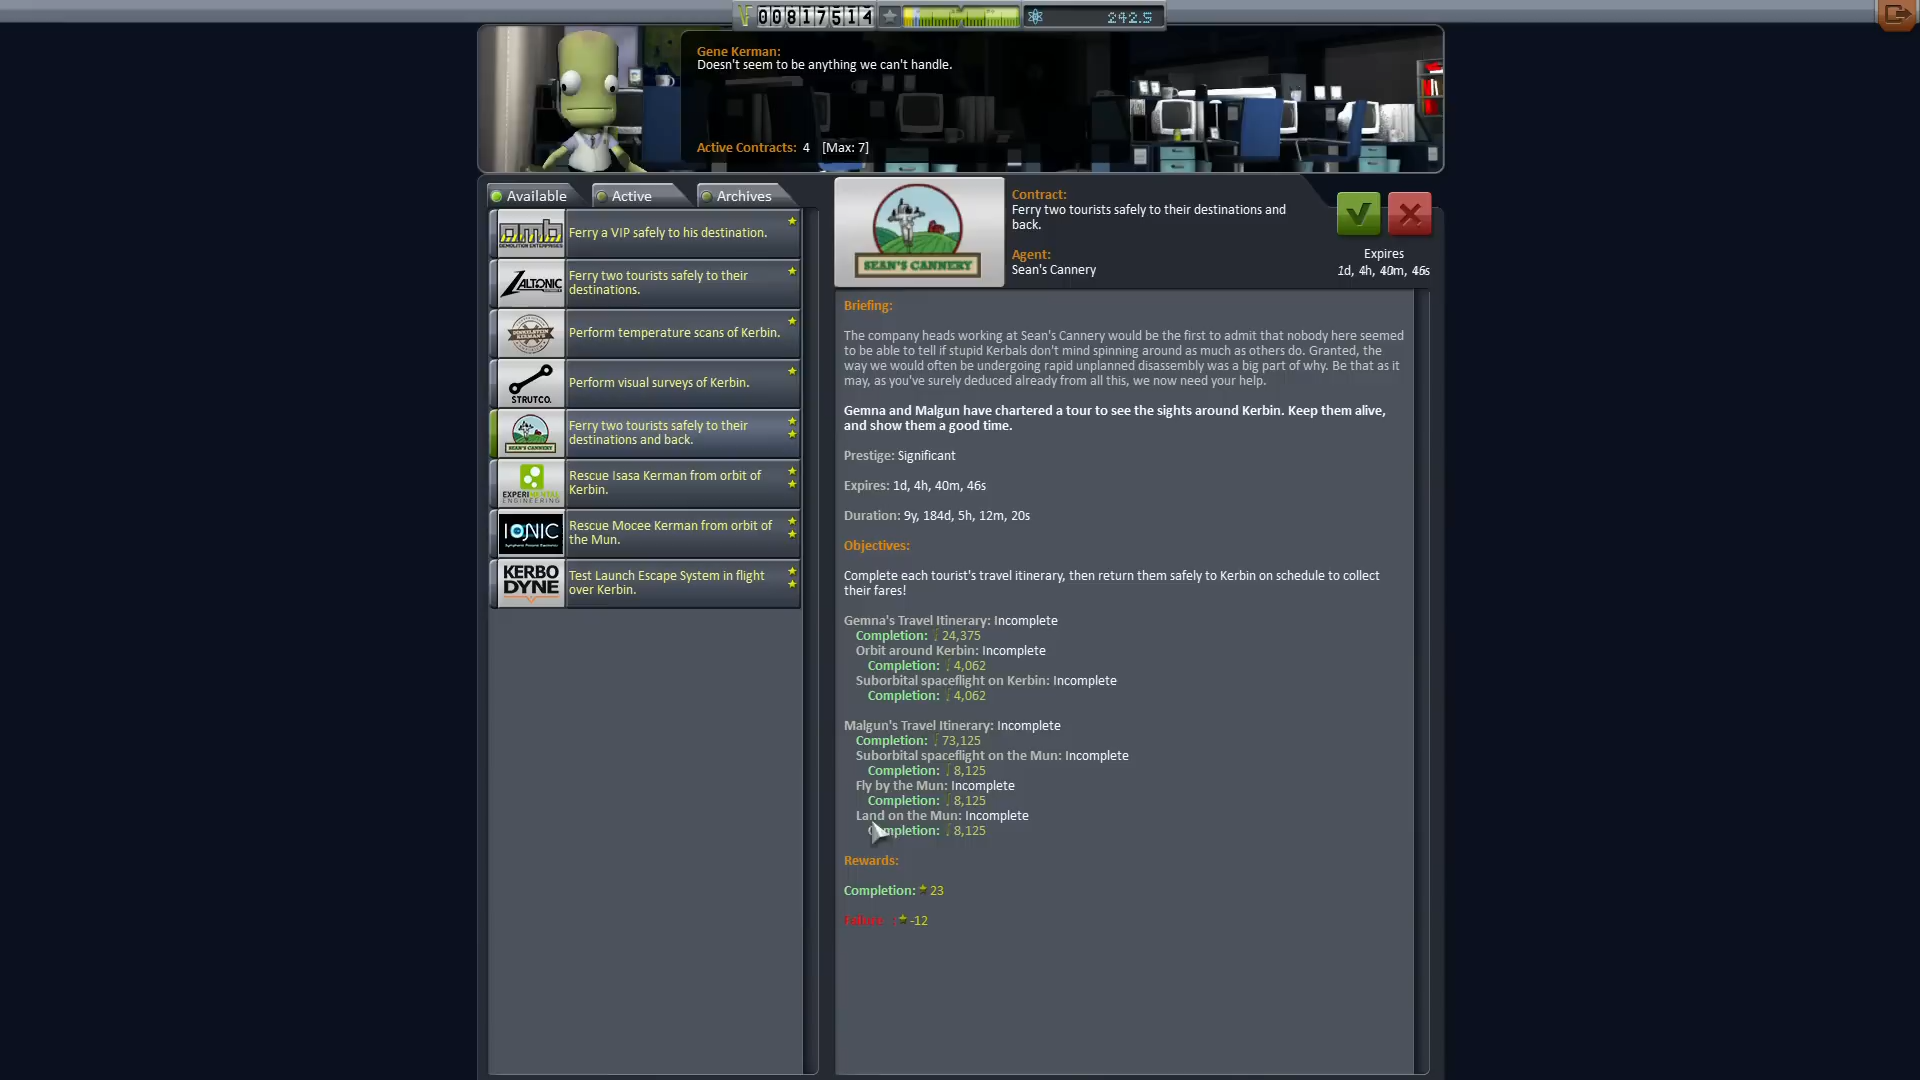 00817514
242.5
Gene Kerman:
Doesn't seem to be anything we can't handle.
Active Contracts: 4 [Max: 7]
Available
Active
Archives
pmb
DEMOLITION ENTERPRISES
Ferry a VIP safely to his destination.
ZALTONIC
Ferry two tourists safely to their
destinations.
Perform temperature scans of Kerbin.
STRUTCO.
Perform visual surveys of Kerbin.
SEAN'S CANNERY
Ferry two tourists safely to their
destinations and back.
EXPERIMENTAL
ENGINEERING
Rescue Isasa Kerman from orbit of
Kerbin.
IONIC
Rescue Mocee Kerman from orbit of
the Mun.
KERBO
DYNE
Test Launch Escape System in flight
over Kerbin.
SEAN'S CANNERY
Contract:
Ferry two tourists safely to their destinations and
back.
Agent:
Sean's Cannery
Expires
1d, 4h, 40m, 46s
Briefing:
The company heads working at Sean's Cannery would be the first to admit that nobody here seemed
to be able to tell if stupid Kerbals don't mind spinning around as much as others do. Granted, the
way we would often be undergoing rapid unplanned disassembly was a big part of why. Be that as it
may, as you've surely deduced already from all this, we now need your help.
Gemna and Malgun have chartered a tour to see the sights around Kerbin. Keep them alive,
and show them a good time.
Prestige: Significant
Expires: 1d, 4h, 40m, 46s
Duration: 9y, 184d, 5h, 12m, 20s
Objectives:
Complete each tourist's travel itinerary, then return them safely to Kerbin on schedule to collect
their fares!
Gemna's Travel Itinerary: Incomplete
Completion: 24,375
Orbit around Kerbin: Incomplete
Completion: 4,062
Suborbital spaceflight on Kerbin: Incomplete
Completion: 4,062
Malgun's Travel Itinerary: Incomplete
Completion: 73,125
Suborbital spaceflight on the Mun: Incomplete
Completion: 8,125
Fly by the Mun: Incomplete
Completion: 8,125
Land on the Mun: Incomplete
Completion: 8,125
Rewards:
Completion: 23
Failure : -12